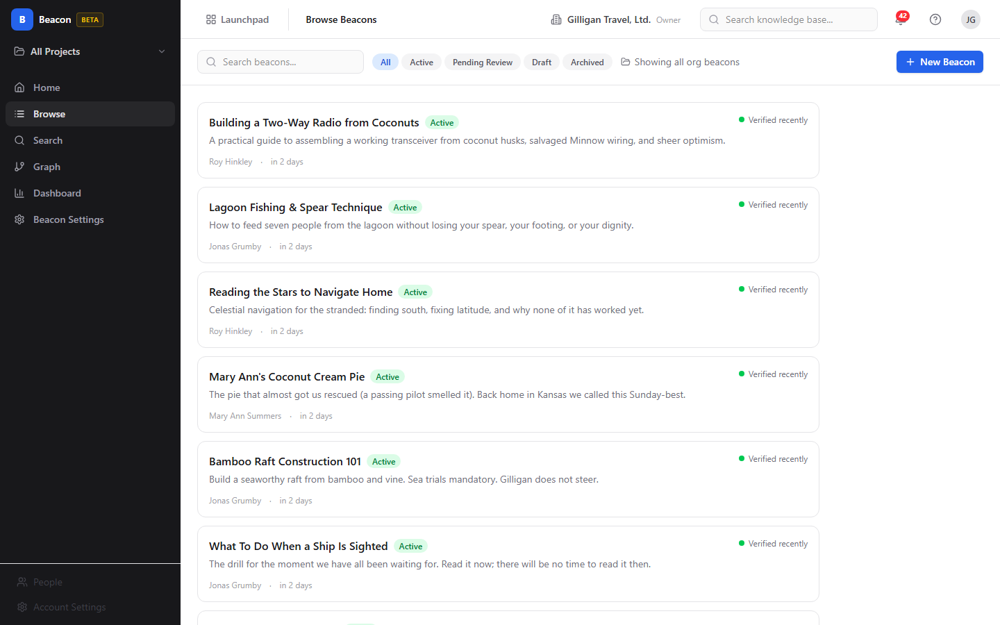 B Beacon BETA
All Projects
Home
Browse
Search
Graph
Dashboard
Beacon Settings
People
Account Settings
Launchpad
Browse Beacons
Gilligan Travel, Ltd. Owner
Search knowledge base...
42
JG
Search beacons...
All
Active
Pending Review
Draft
Archived
Showing all org beacons
New Beacon
Building a Two-Way Radio from Coconuts Active
Verified recently
A practical guide to assembling a working transceiver from coconut husks, salvaged Minnow wiring, and sheer optimism.
Roy Hinkley · in 2 days
Lagoon Fishing & Spear Technique Active
Verified recently
How to feed seven people from the lagoon without losing your spear, your footing, or your dignity.
Jonas Grumby · in 2 days
Reading the Stars to Navigate Home Active
Verified recently
Celestial navigation for the stranded: finding south, fixing latitude, and why none of it has worked yet.
Roy Hinkley · in 2 days
Mary Ann's Coconut Cream Pie Active
Verified recently
The pie that almost got us rescued (a passing pilot smelled it). Back home in Kansas we called this Sunday-best.
Mary Ann Summers · in 2 days
Bamboo Raft Construction 101 Active
Verified recently
Build a seaworthy raft from bamboo and vine. Sea trials mandatory. Gilligan does not steer.
Jonas Grumby · in 2 days
What To Do When a Ship Is Sighted Active
Verified recently
The drill for the moment we have all been waiting for. Read it now; there will be no time to read it then.
Jonas Grumby · in 2 days